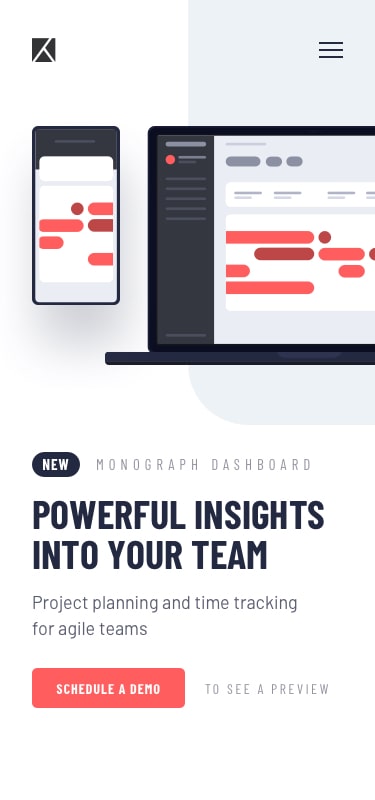 NEW MONOGRAPH DASHBOARD
POWERFUL INSIGHTS
INTO YOUR TEAM
Project planning and time tracking
for agile teams
SCHEDULE A DEMO TO SEE A PREVIEW